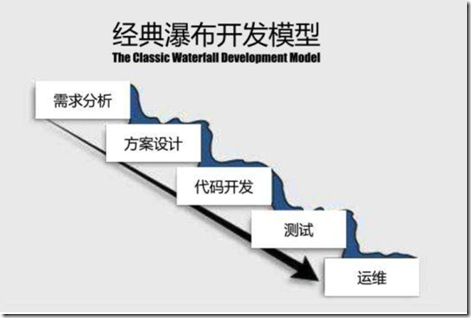 经典瀑布开发模型
The Classic Waterfall Development Model
需求分析
方案设计
代码开发
测试
运维